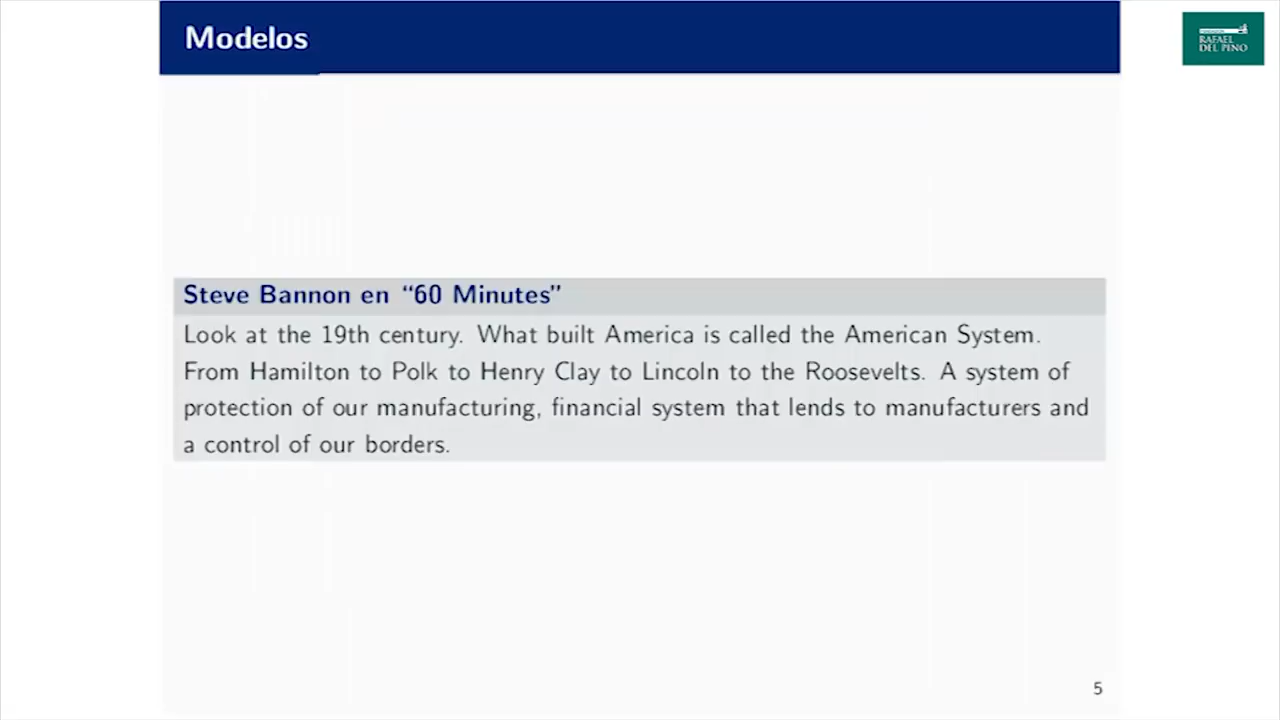 Modelos
FUNDACIÓN
RAFAEL
DEL PINO
Steve Bannon en “60 Minutes”
Look at the 19th century. What built America is called the American System.
From Hamilton to Polk to Henry Clay to Lincoln to the Roosevelts. A system of
protection of our manufacturing, financial system that lends to manufacturers and
a control of our borders.
5